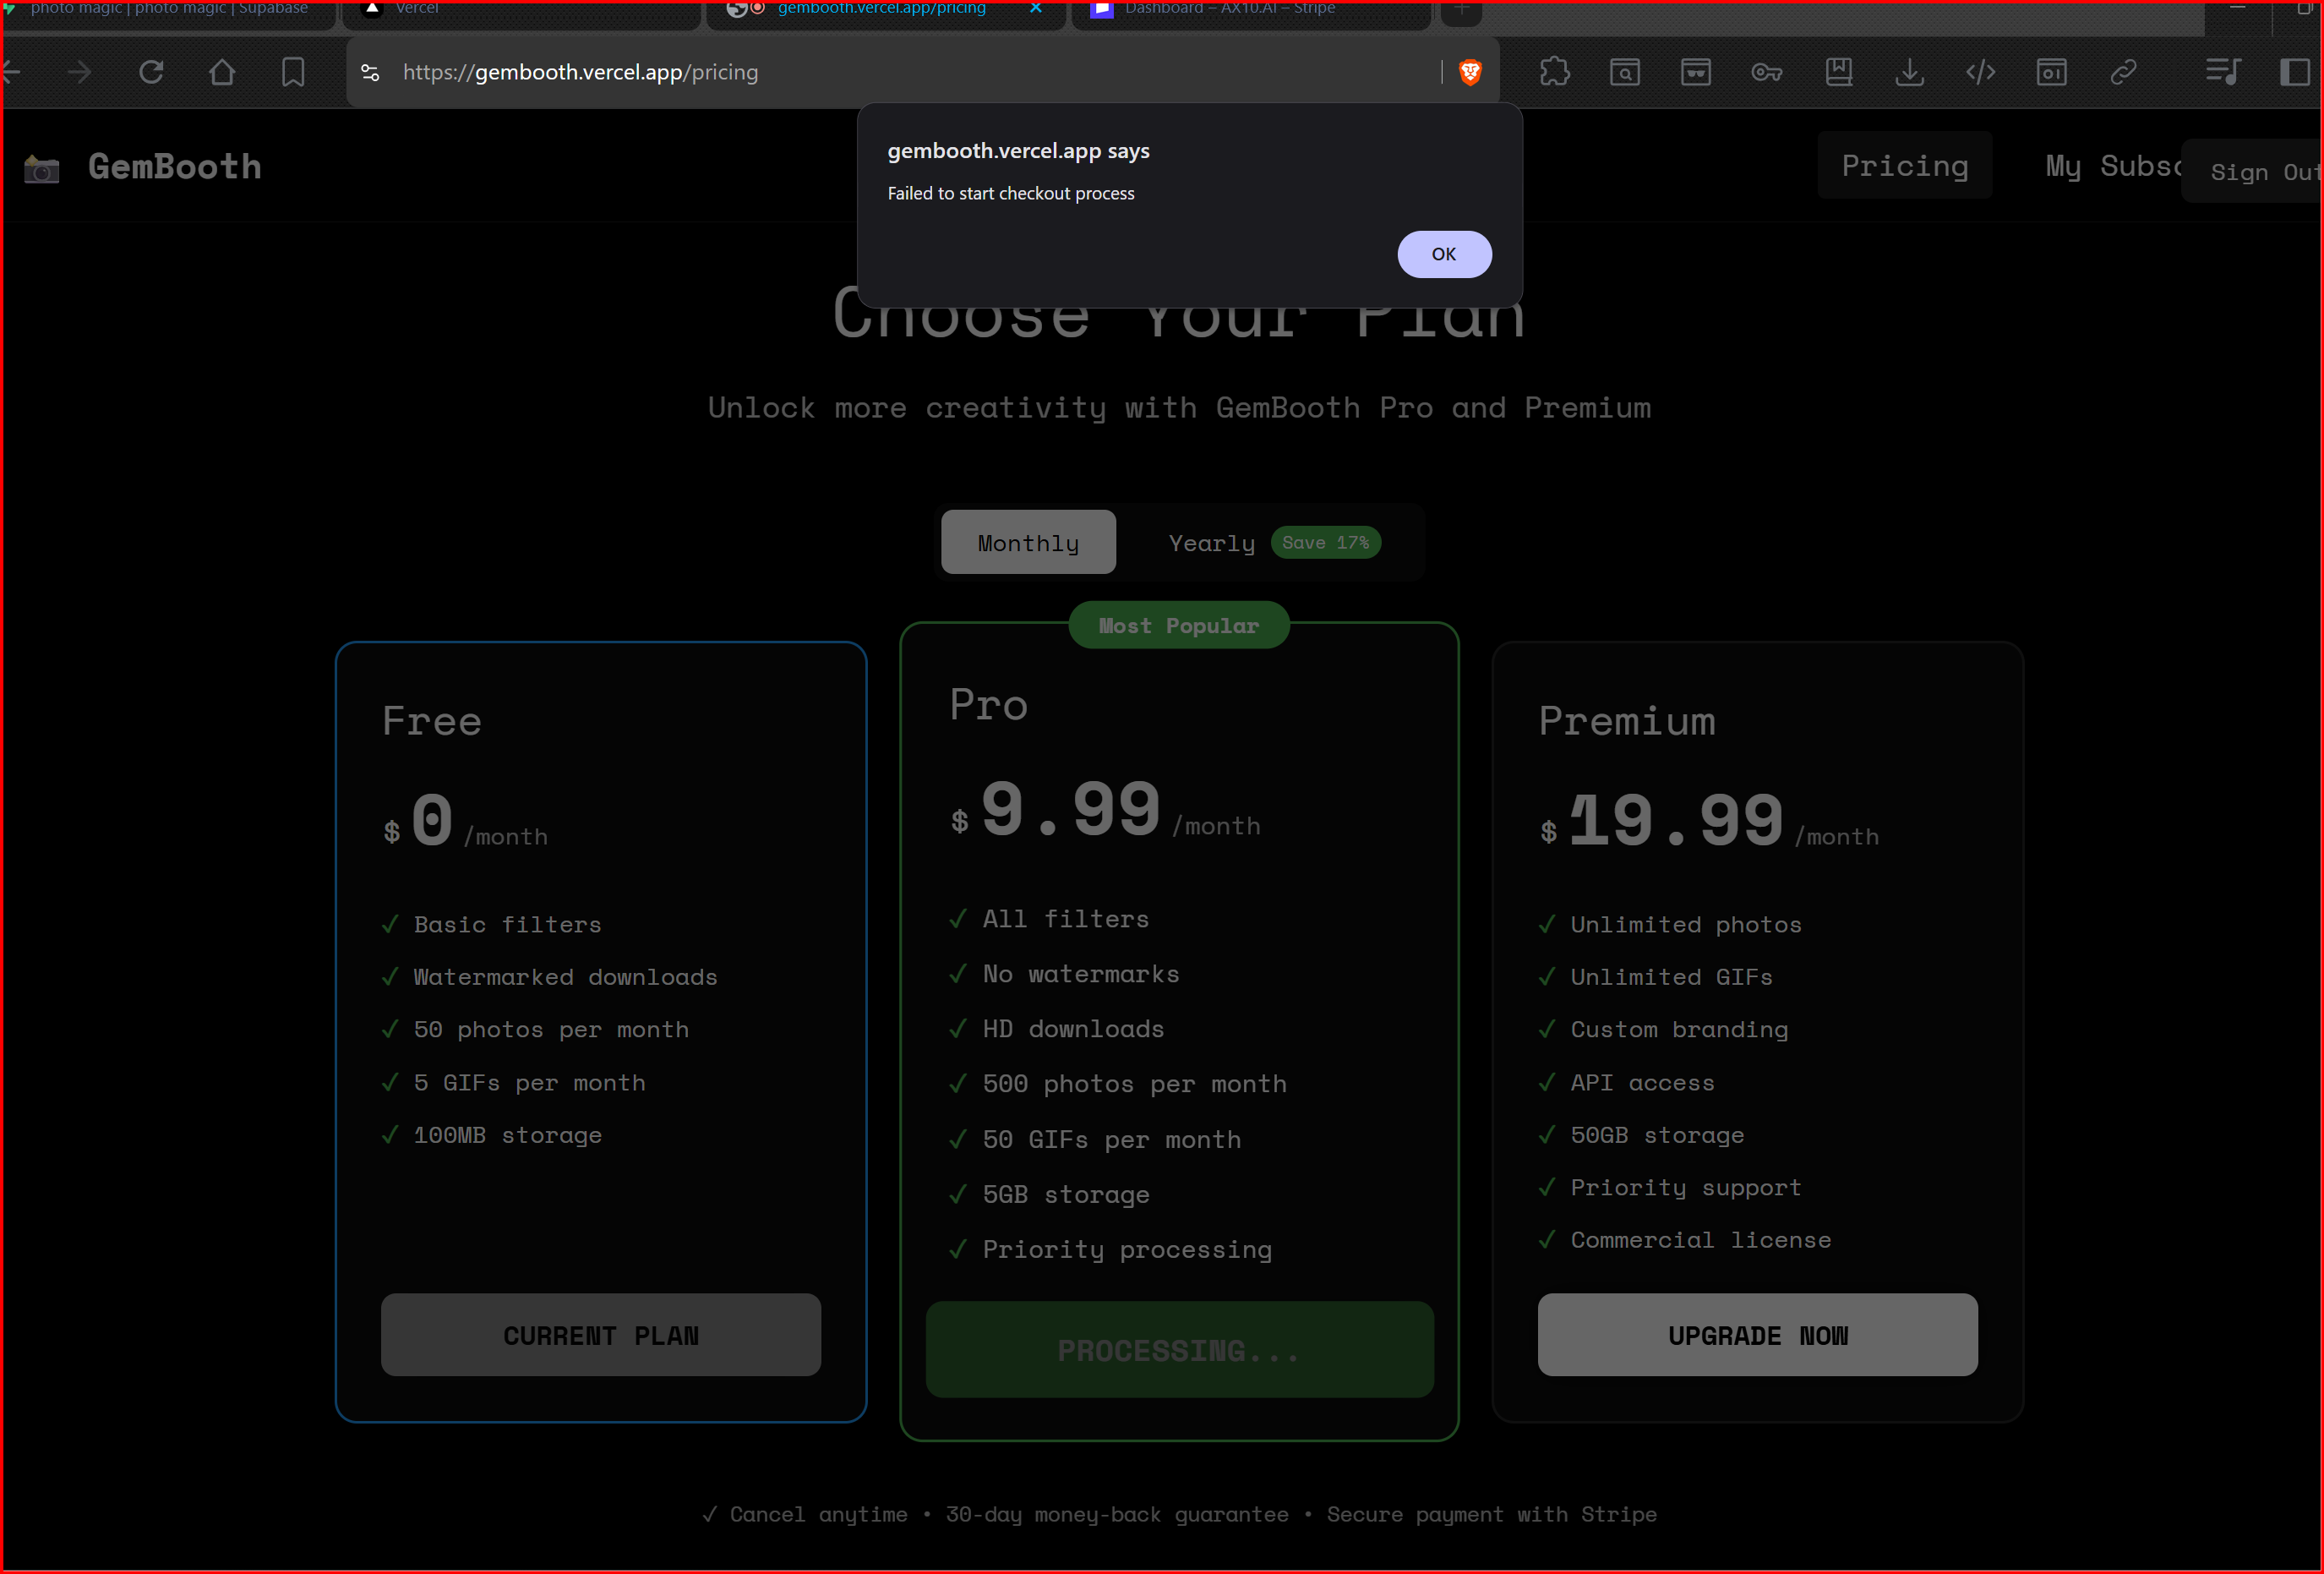 photo magic | photo magic | Supabase
Vercel
gembooth.vercel.app/pricing
Dashboard – AX10.AI – Stripe
https://gembooth.vercel.app/pricing
gembooth.vercel.app says
Failed to start checkout process
OK
GemBooth
Pricing
My Subsc
Sign Out
Choose Your Plan
Unlock more creativity with GemBooth Pro and Premium
Monthly
Yearly
Save 17%
Free
$0/month
✓ Basic filters
✓ Watermarked downloads
✓ 50 photos per month
✓ 5 GIFs per month
✓ 100MB storage
CURRENT PLAN
Most Popular
Pro
$9.99/month
✓ All filters
✓ No watermarks
✓ HD downloads
✓ 500 photos per month
✓ 50 GIFs per month
✓ 5GB storage
✓ Priority processing
PROCESSING...
Premium
$19.99/month
✓ Unlimited photos
✓ Unlimited GIFs
✓ Custom branding
✓ API access
✓ 50GB storage
✓ Priority support
✓ Commercial license
UPGRADE NOW
✓ Cancel anytime • 30-day money-back guarantee • Secure payment with Stripe